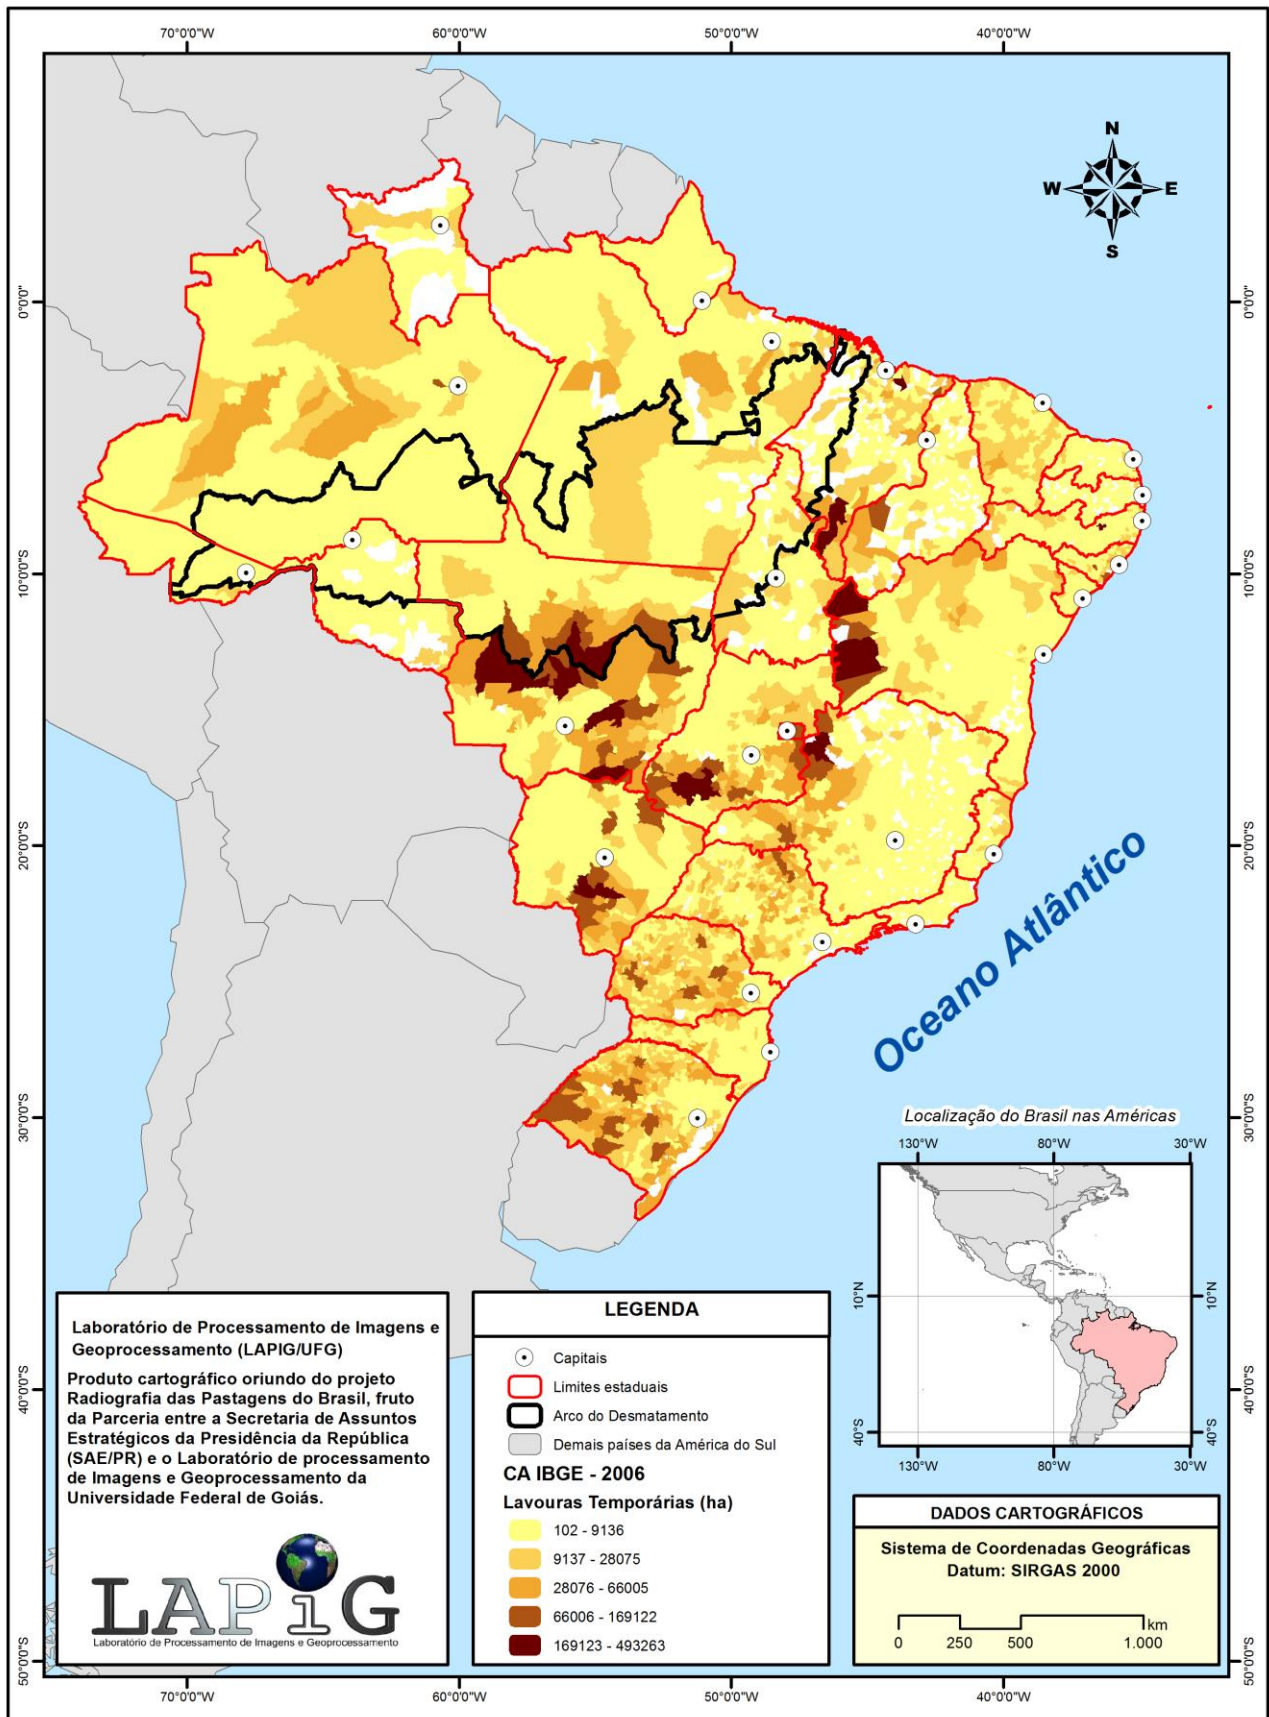 70°0'0"W
60°0'0"W
50°0'0"W
40°0'0"W
N
W
E
S
0°0'0"
0°0'0"
10°0'0"S
10°0'0"S
20°0'0"S
20°0'0"S
Oceano Atlântico
30°0'0"S
30°0'0"S
40°0'0"S
40°0'0"S
50°0'0"S
50°0'0"S
Localização do Brasil nas Américas
130°W
80°W
30°W
10°N
10°N
40°S
40°S
130°W
80°W
30°W
Laboratório de Processamento de Imagens e
Geoprocessamento (LAPIG/UFG)
Produto cartográfico oriundo do projeto
Radiografia das Pastagens do Brasil, fruto
da Parceria entre a Secretaria de Assuntos
Estratégicos da Presidência da República
(SAE/PR) e o Laboratório de processamento
de Imagens e Geoprocessamento da
Universidade Federal de Goiás.
LAPiG
Laboratório de Processamento de Imagens e Geoprocessamento
LEGENDA
Capitais
Limites estaduais
Arco do Desmatamento
Demais países da América do Sul
CA IBGE - 2006
Lavouras Temporárias (ha)
102 - 9136
9137 - 28075
28076 - 66005
66006 - 169122
169123 - 493263
DADOS CARTOGRÁFICOS
Sistema de Coordenadas Geográficas
Datum: SIRGAS 2000
km
0 250 500 1.000
70°0'0"W
60°0'0"W
50°0'0"W
40°0'0"W